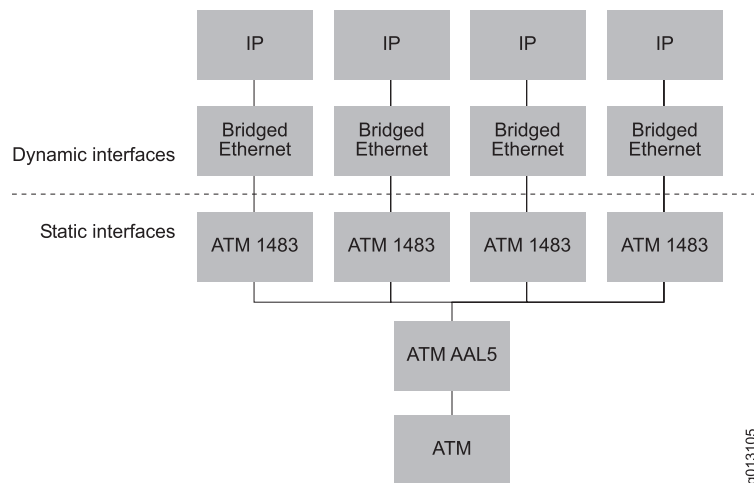 IP IP IP IP
Bridged Ethernet Bridged Ethernet Bridged Ethernet Bridged Ethernet
Dynamic interfaces
Static interfaces
ATM 1483 ATM 1483 ATM 1483 ATM 1483
ATM AAL5
ATM
g013105